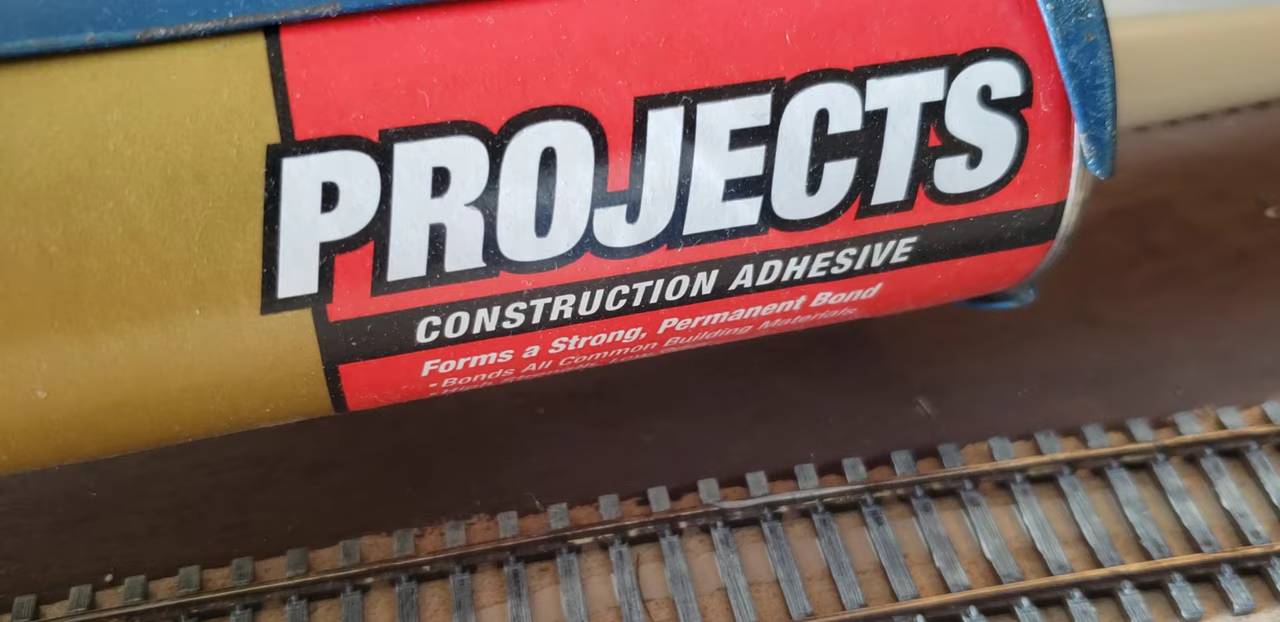 PROJECTS
CONSTRUCTION ADHESIVE
Forms a Strong, Permanent Bond
• Bonds All Common Building Materials